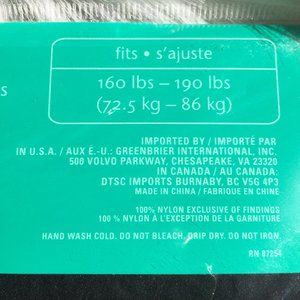 fits • s'ajuste
160 lbs – 190 lbs
(72.5 kg – 86 kg)
s
IMPORTED BY / IMPORTÉ PAR
IN U.S.A. / AUX É.-U.: GREENBRIER INTERNATIONAL, INC.
500 VOLVO PARKWAY, CHESAPEAKE, VA 23320
IN CANADA / AU CANADA:
DTSC IMPORTS BURNABY, BC V5G 4P3
MADE IN CHINA / FABRIQUÉ EN CHINE
100% NYLON EXCLUSIVE OF FINDINGS
100 % NYLON À L'EXCEPTION DE LA GARNITURE
HAND WASH COLD. DO NOT BLEACH. DRIP DRY. DO NOT IRON.
RN 87254